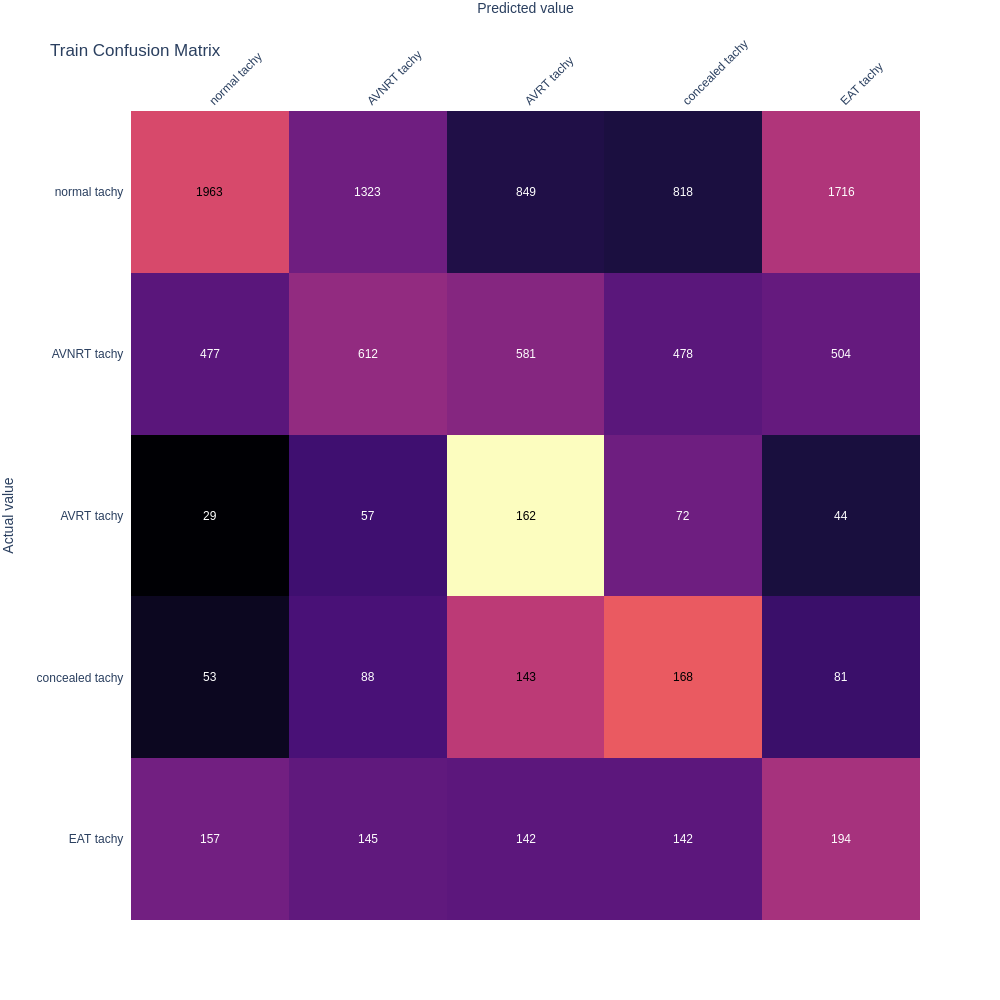 Predicted value
Train Confusion Matrix
normal tachy AVNRT tachy AVRT tachy concealed tachy EAT tachy
normal tachy 1963 1323 849 818 1716
AVNRT tachy 477 612 581 478 504
Actual value
AVRT tachy 29 57 162 72 44
concealed tachy 53 88 143 168 81
EAT tachy 157 145 142 142 194